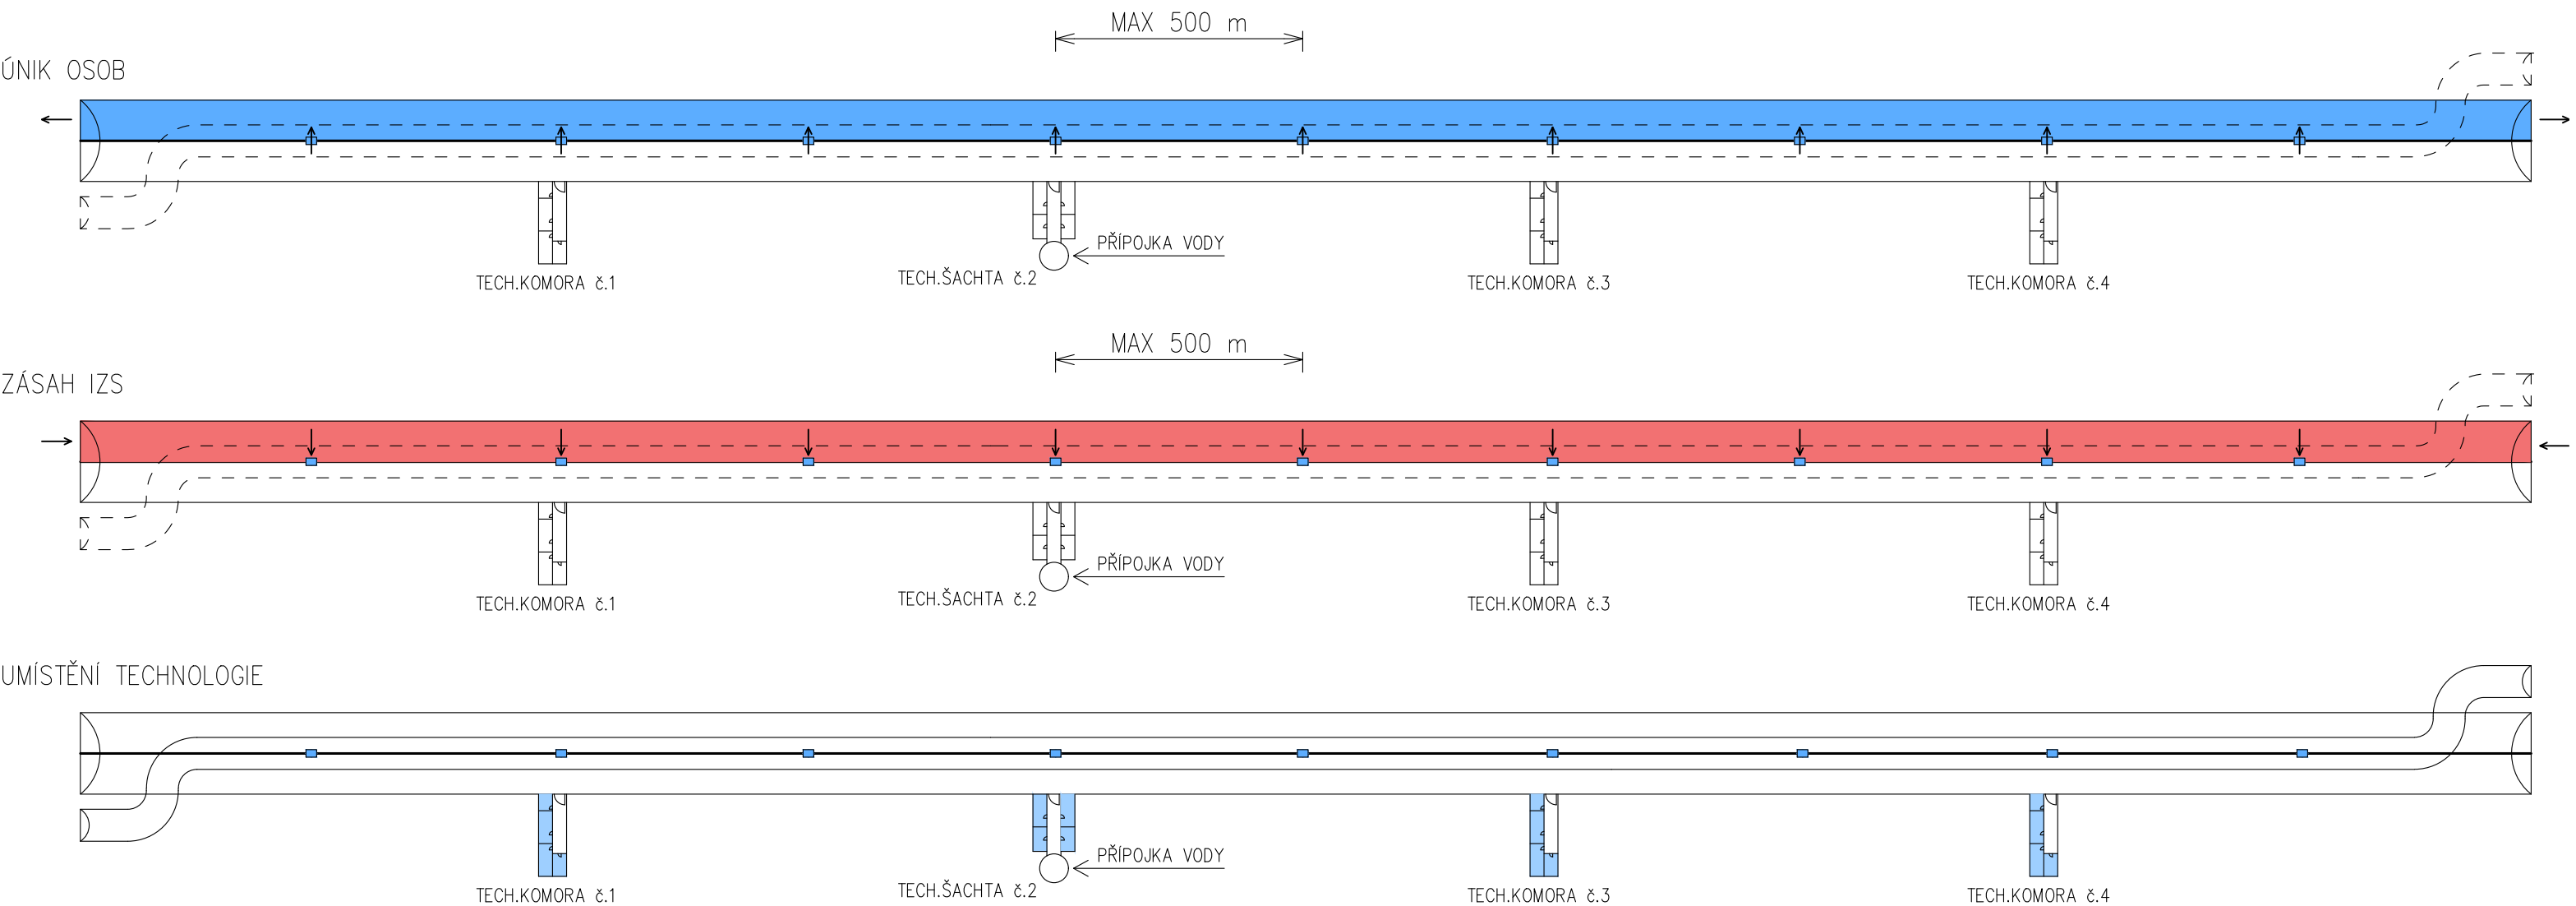 MAX 500 m
ÚNIK OSOB
PŘÍPOJKA VODY
TECH.KOMORA č.1
TECH.ŠACHTA č.2
TECH.KOMORA č.3
TECH.KOMORA č.4
MAX 500 m
ZÁSAH IZS
PŘÍPOJKA VODY
TECH.KOMORA č.1
TECH.ŠACHTA č.2
TECH.KOMORA č.3
TECH.KOMORA č.4
UMÍSTĚNÍ TECHNOLOGIE
PŘÍPOJKA VODY
TECH.KOMORA č.1
TECH.ŠACHTA č.2
TECH.KOMORA č.3
TECH.KOMORA č.4